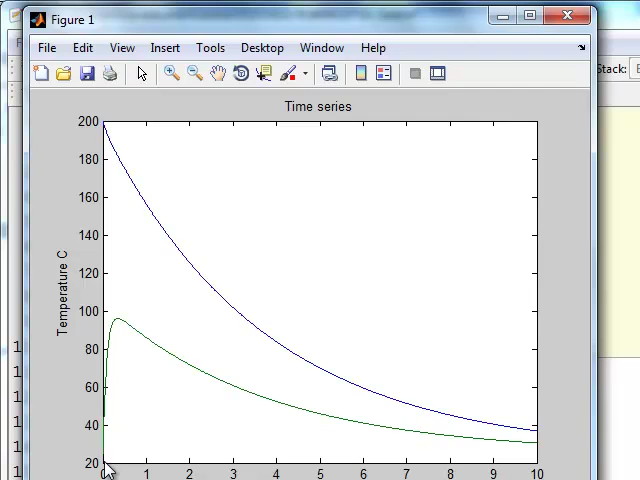 Figure 1
File Edit View Insert Tools Desktop Window Help
Stack:
Time series
200
180
160
140
120
100
80
60
40
20
Temperature C
0 1 2 3 4 5 6 7 8 9 10